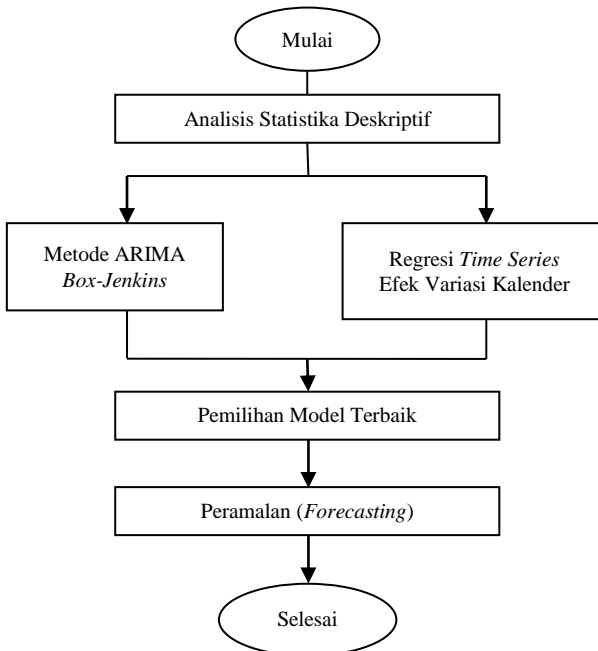 Mulai
Analisis Statistika Deskriptif
Metode ARIMA
Box-Jenkins
Regresi Time Series
Efek Variasi Kalender
Pemilihan Model Terbaik
Peramalan (Forecasting)
Selesai